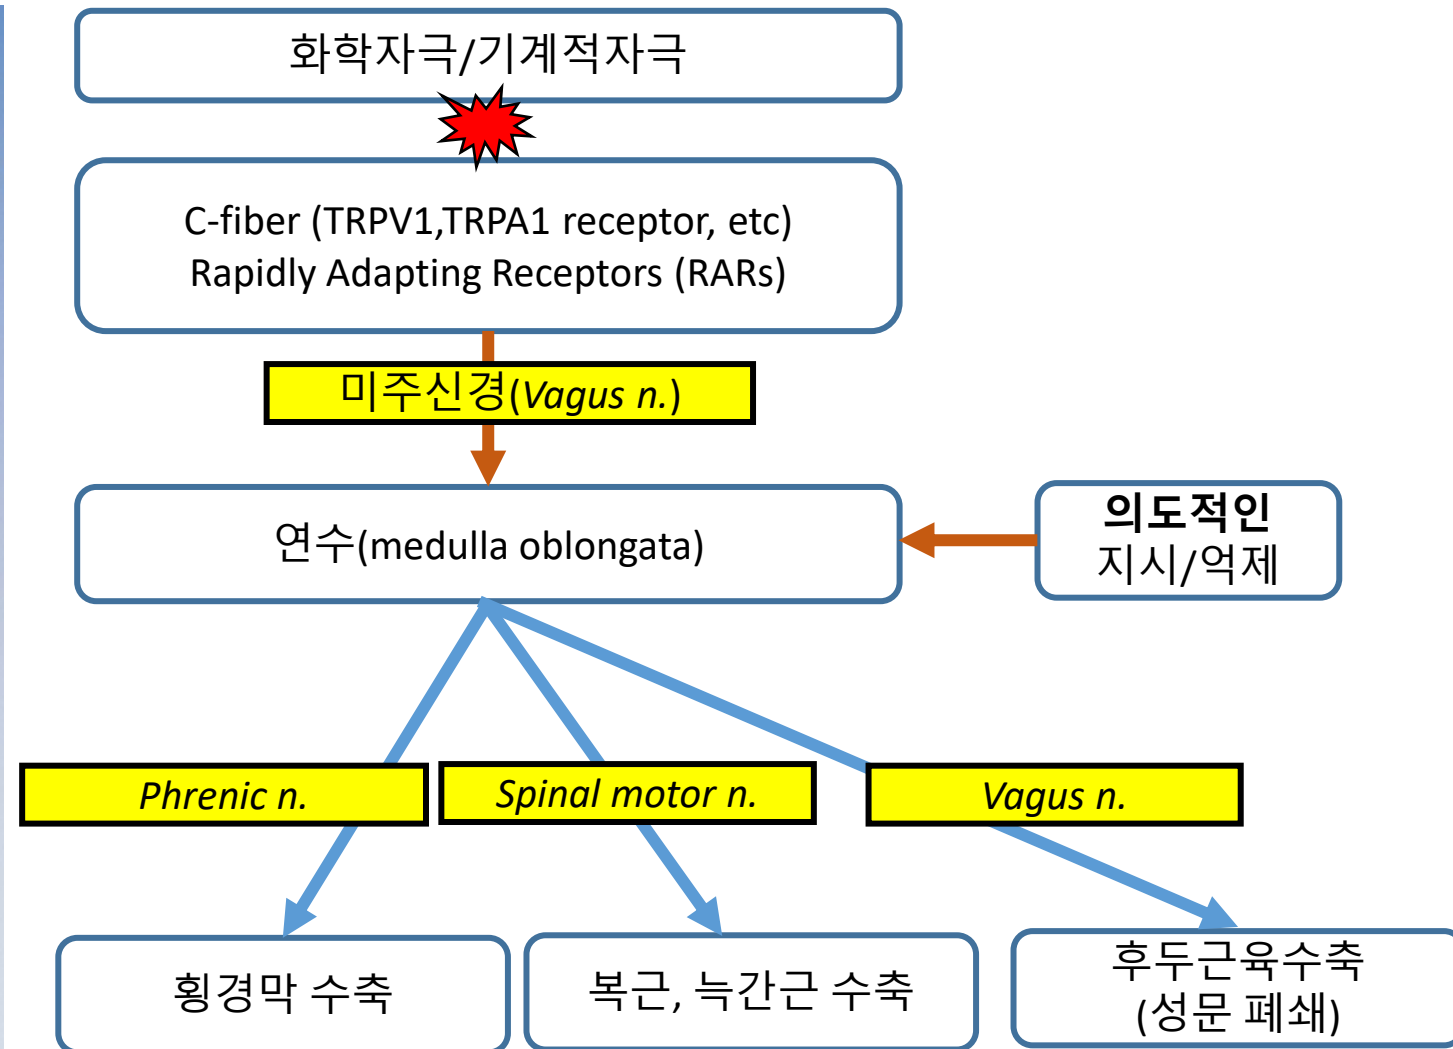 화학자극/기계적자극
C-fiber (TRPV1,TRPA1 receptor, etc)
Rapidly Adapting Receptors (RARs)
미주신경(Vagus n.)
연수(medulla oblongata)
의도적인
지시/억제
Phrenic n.
Spinal motor n.
Vagus n.
횡경막 수축
복근, 늑간근 수축
후두근육수축
(성문 폐쇄)